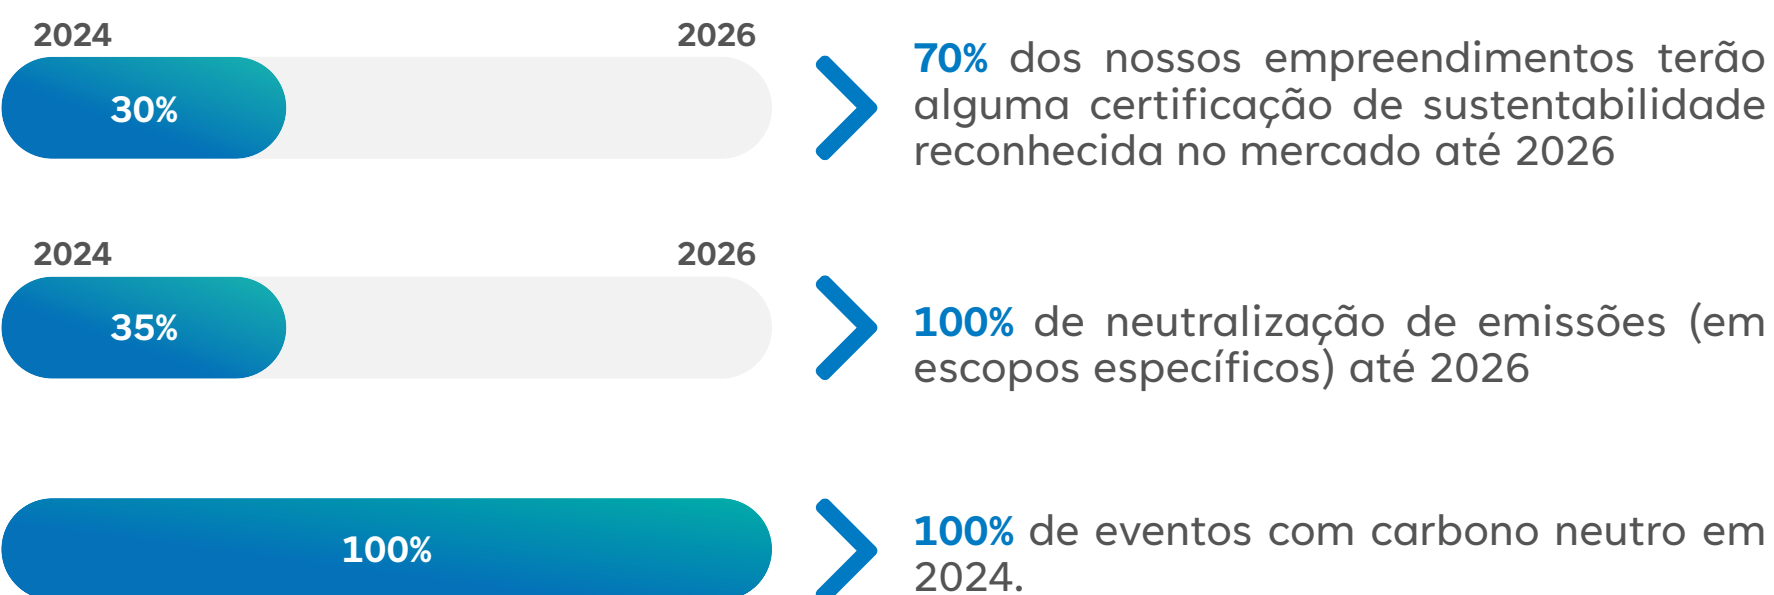 2024 2026
30%
70% dos nossos empreendimentos terão
alguma certificação de sustentabilidade
reconhecida no mercado até 2026
2024 2026
35%
100% de neutralização de emissões (em
escopos específicos) até 2026
100%
100% de eventos com carbono neutro em
2024.